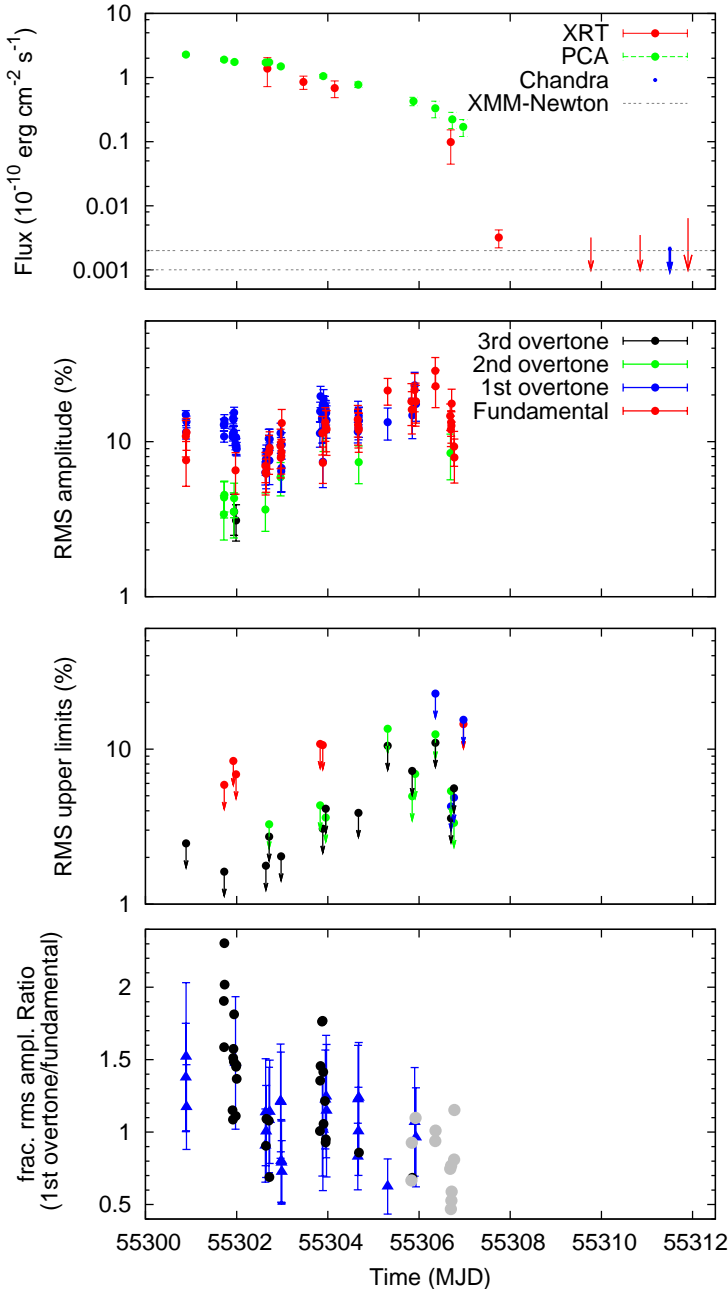 10
1
0.1
0.01
0.001
Flux (10^-10 erg cm^-2 s^-1)
XRT
PCA
Chandra
XMM-Newton
10
1
RMS amplitude (%)
3rd overtone
2nd overtone
1st overtone
Fundamental
10
1
RMS upper limits (%)
2
1.5
1
0.5
frac. rms ampl. Ratio
(1st overtone/fundamental)
55300 55302 55304 55306 55308 55310 55312
Time (MJD)